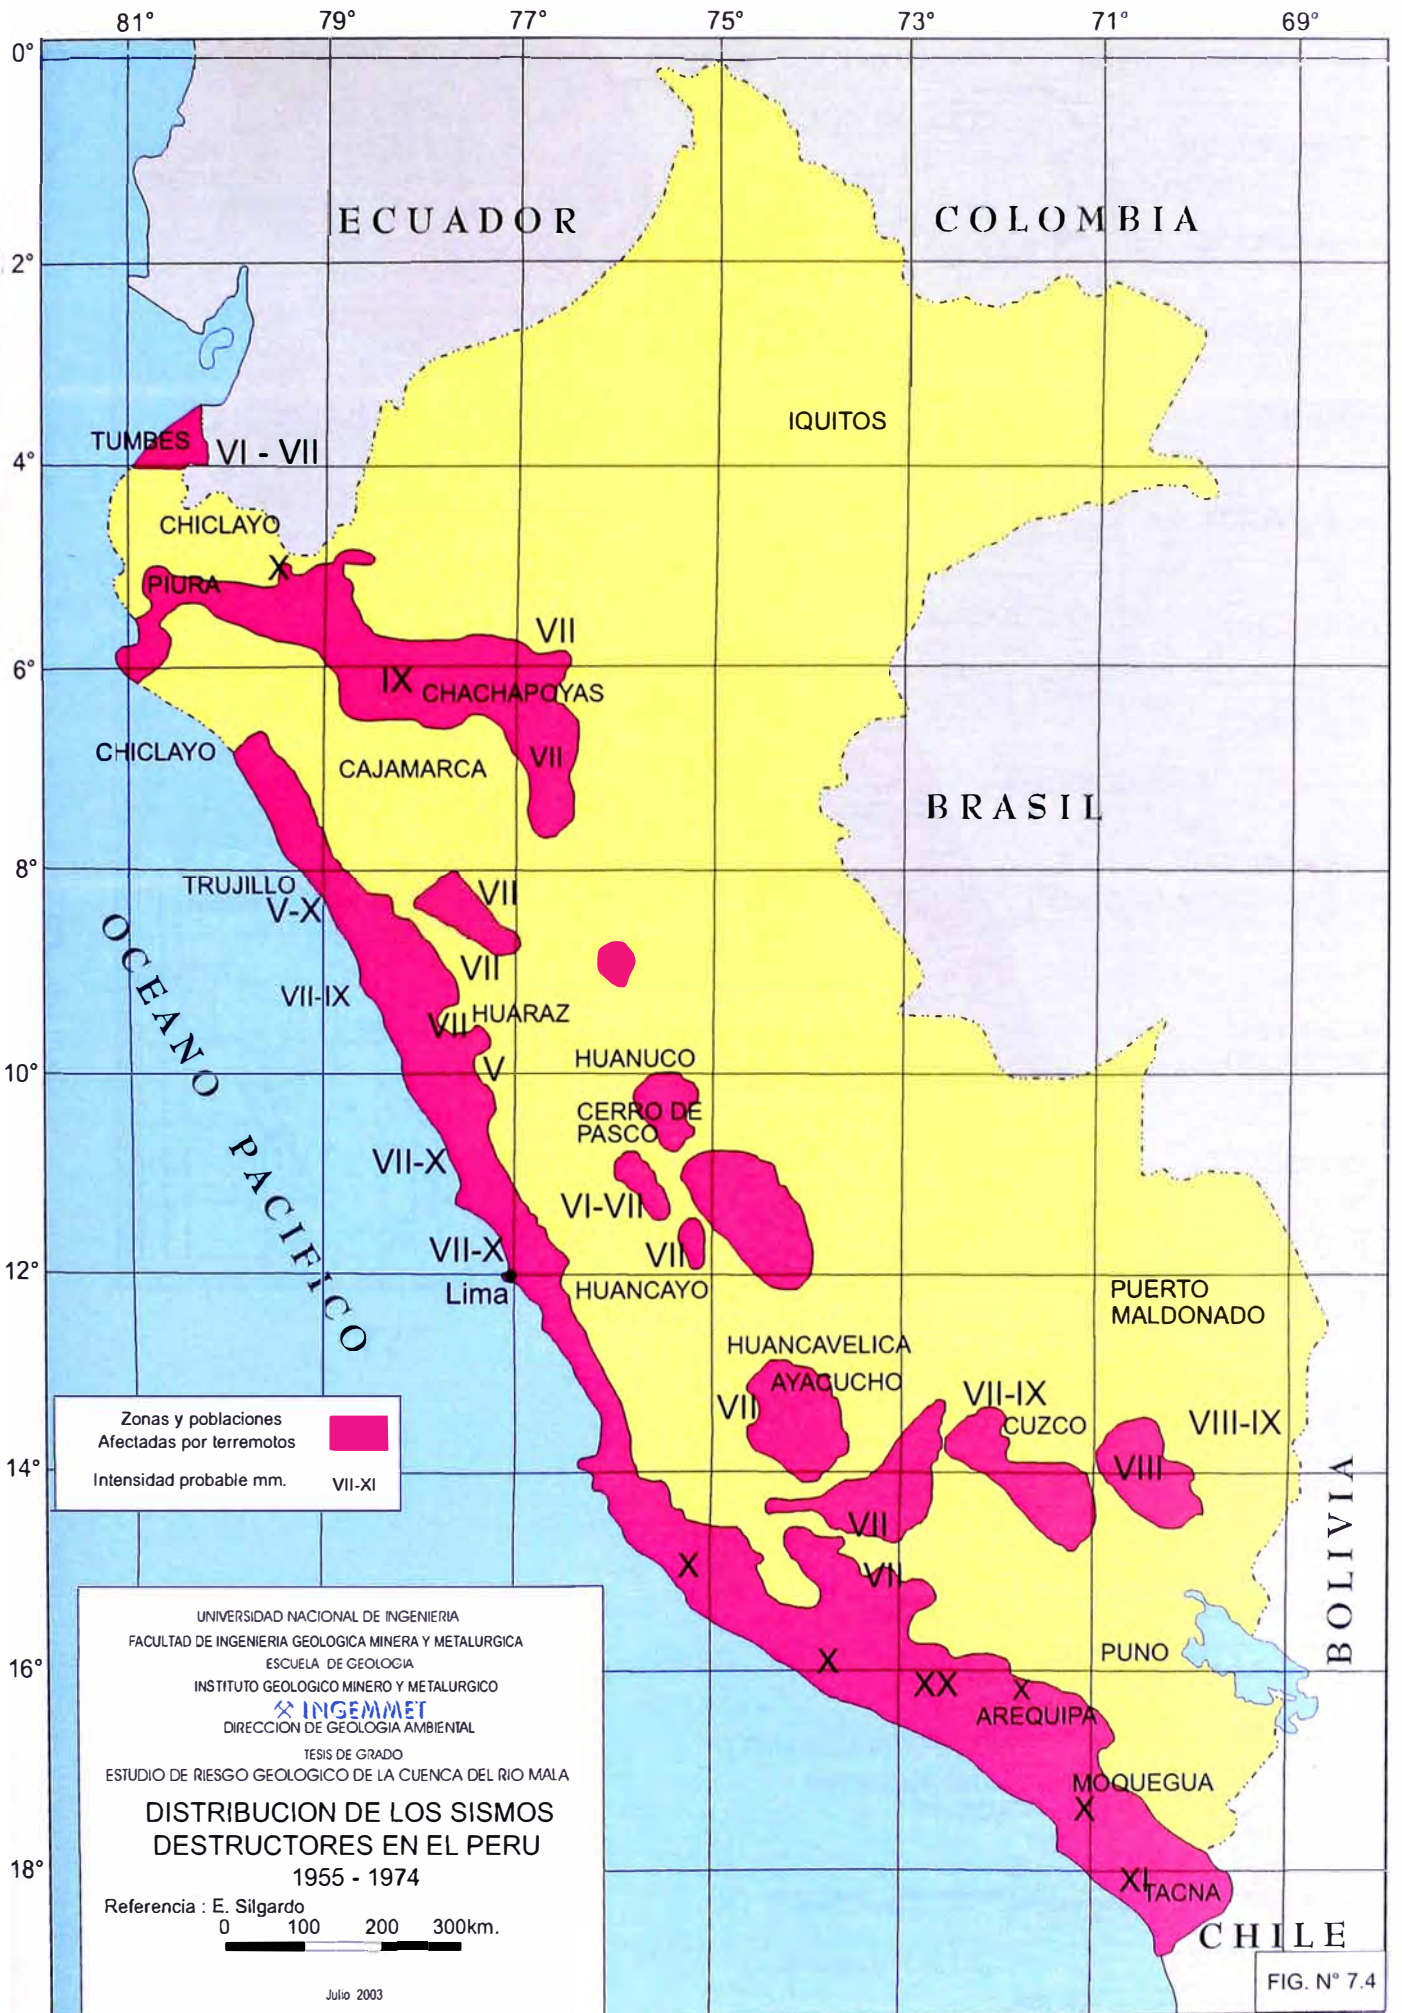 81° 79° 77° 75° 73° 71° 69°
0°
ECUADOR
COLOMBIA
2°
IQUITOS
TUMBES
VI - VII
4°
CHICLAYO
X
PIURA
VII
6°
IX
CHACHAPOYAS
CHICLAYO
CAJAMARCA
VII
BRASIL
8°
TRUJILLO
V-X
VII
OCEANO PACIFICO
VII
VII-IX
HUARAZ
VII
V
HUANUCO
10°
CERRO DE
PASCO
VII-X
VI-VII
VII-X
VII
12°
Lima
HUANCAYO
PUERTO
MALDONADO
HUANCAVELICA
AYACUCHO
VII
VII-IX
CUZCO
VIII-IX
VIII
14°
Zonas y poblaciones
Afectadas por terremotos
Intensidad probable mm.
VII-XI
VII
VII
X
BOLIVIA
PUNO
16°
X
XX
X
AREQUIPA
MOQUEGUA
X
18°
XI
TACNA
CHILE
UNIVERSIDAD NACIONAL DE INGENIERIA
FACULTAD DE INGENIERIA GEOLOGICA MINERA Y METALURGICA
ESCUELA DE GEOLOGIA
INSTITUTO GEOLOGICO MINERO Y METALURGICO
INGEMMET
DIRECCION DE GEOLOGIA AMBIENTAL
TESIS DE GRADO
ESTUDIO DE RIESGO GEOLOGICO DE LA CUENCA DEL RIO MALA
DISTRIBUCION DE LOS SISMOS
DESTRUCTORES EN EL PERU
1955 - 1974
Referencia : E. Silgardo
0 100 200 300km.
Julio 2003
FIG. N° 7.4